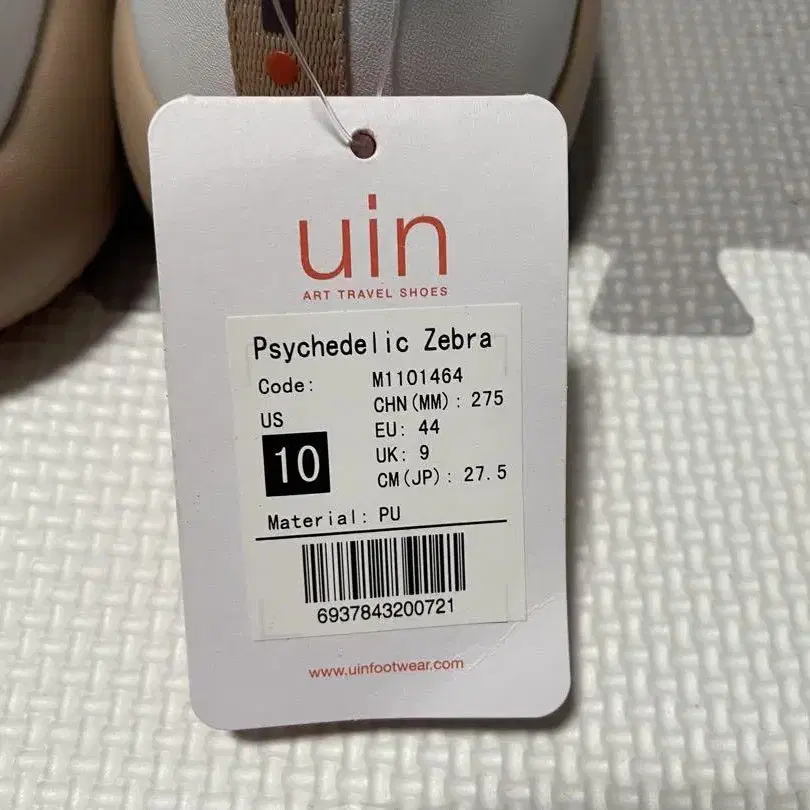 uin
ART TRAVEL SHOES
Psychedelic Zebra
Code: M1101464
US
10
CHN(MM): 275
EU: 44
UK: 9
CM(JP): 27.5
Material: PU
6937843200721
www.uinfootwear.com